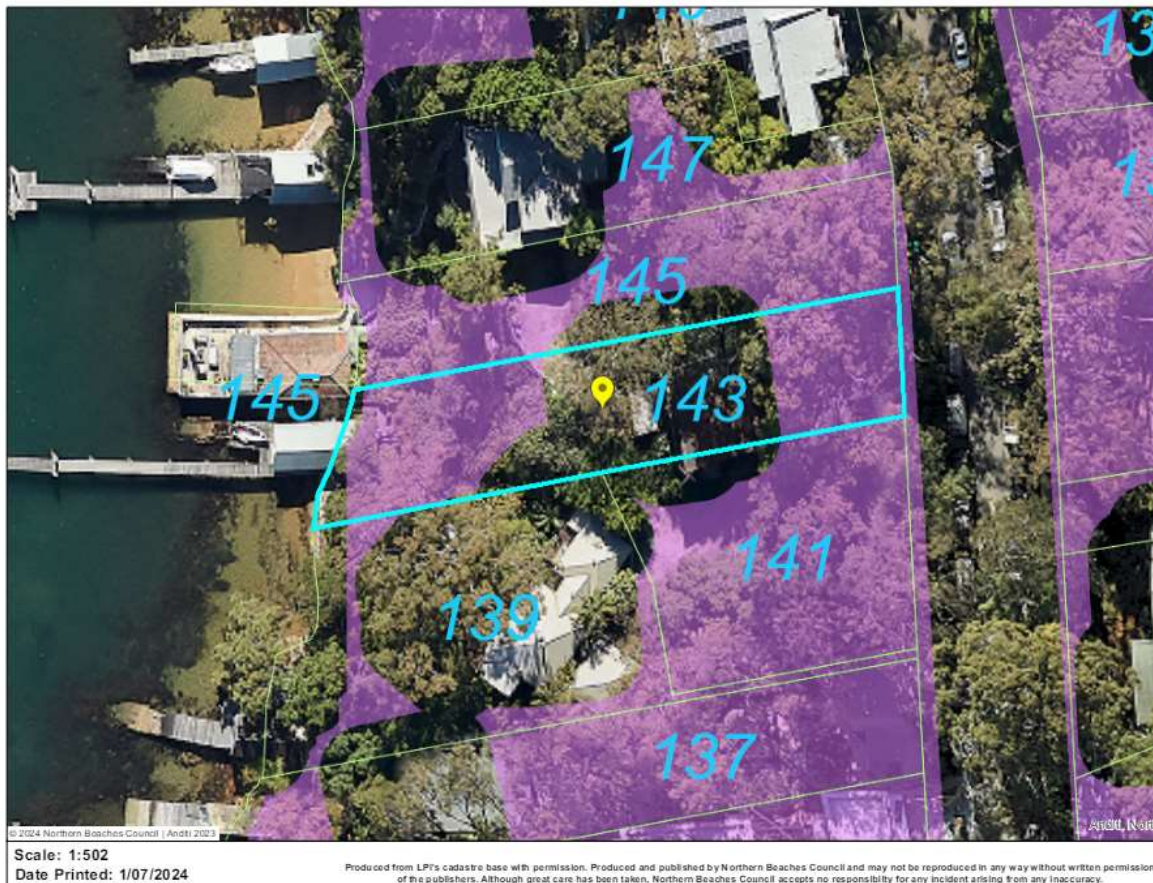 147
145
145
143
141
139
137
© 2024 Northern Beaches Council | Andti 2023
Scale: 1:502
Date Printed: 1/07/2024
Produced from LPI's cadastre base with permission. Produced and published by Northern Beaches Council and may not be reproduced in any way without written permission
of the publishers. Although great care has been taken, Northern Beaches Council accepts no responsibility for any incident arising from any inaccuracy.